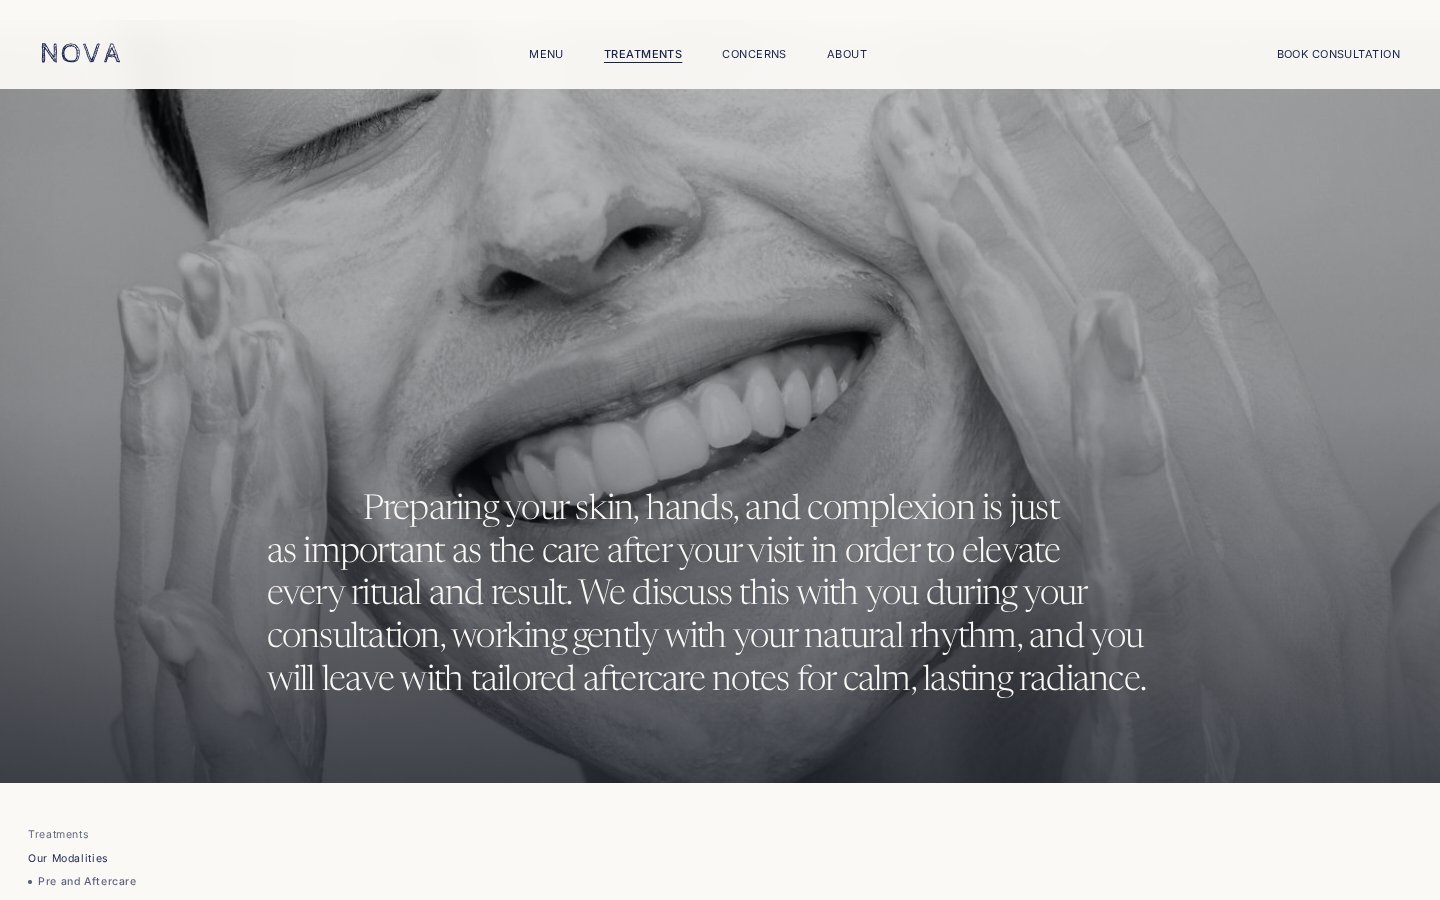 NOVA
MENU
TREATMENTS
CONCERNS
ABOUT
BOOK CONSULTATION
Preparing your skin, hands, and complexion is just
as important as the care after your visit in order to elevate
every ritual and result. We discuss this with you during your
consultation, working gently with your natural rhythm, and you
will leave with tailored aftercare notes for calm, lasting radiance.
Treatments
Our Modalities
Pre and Aftercare